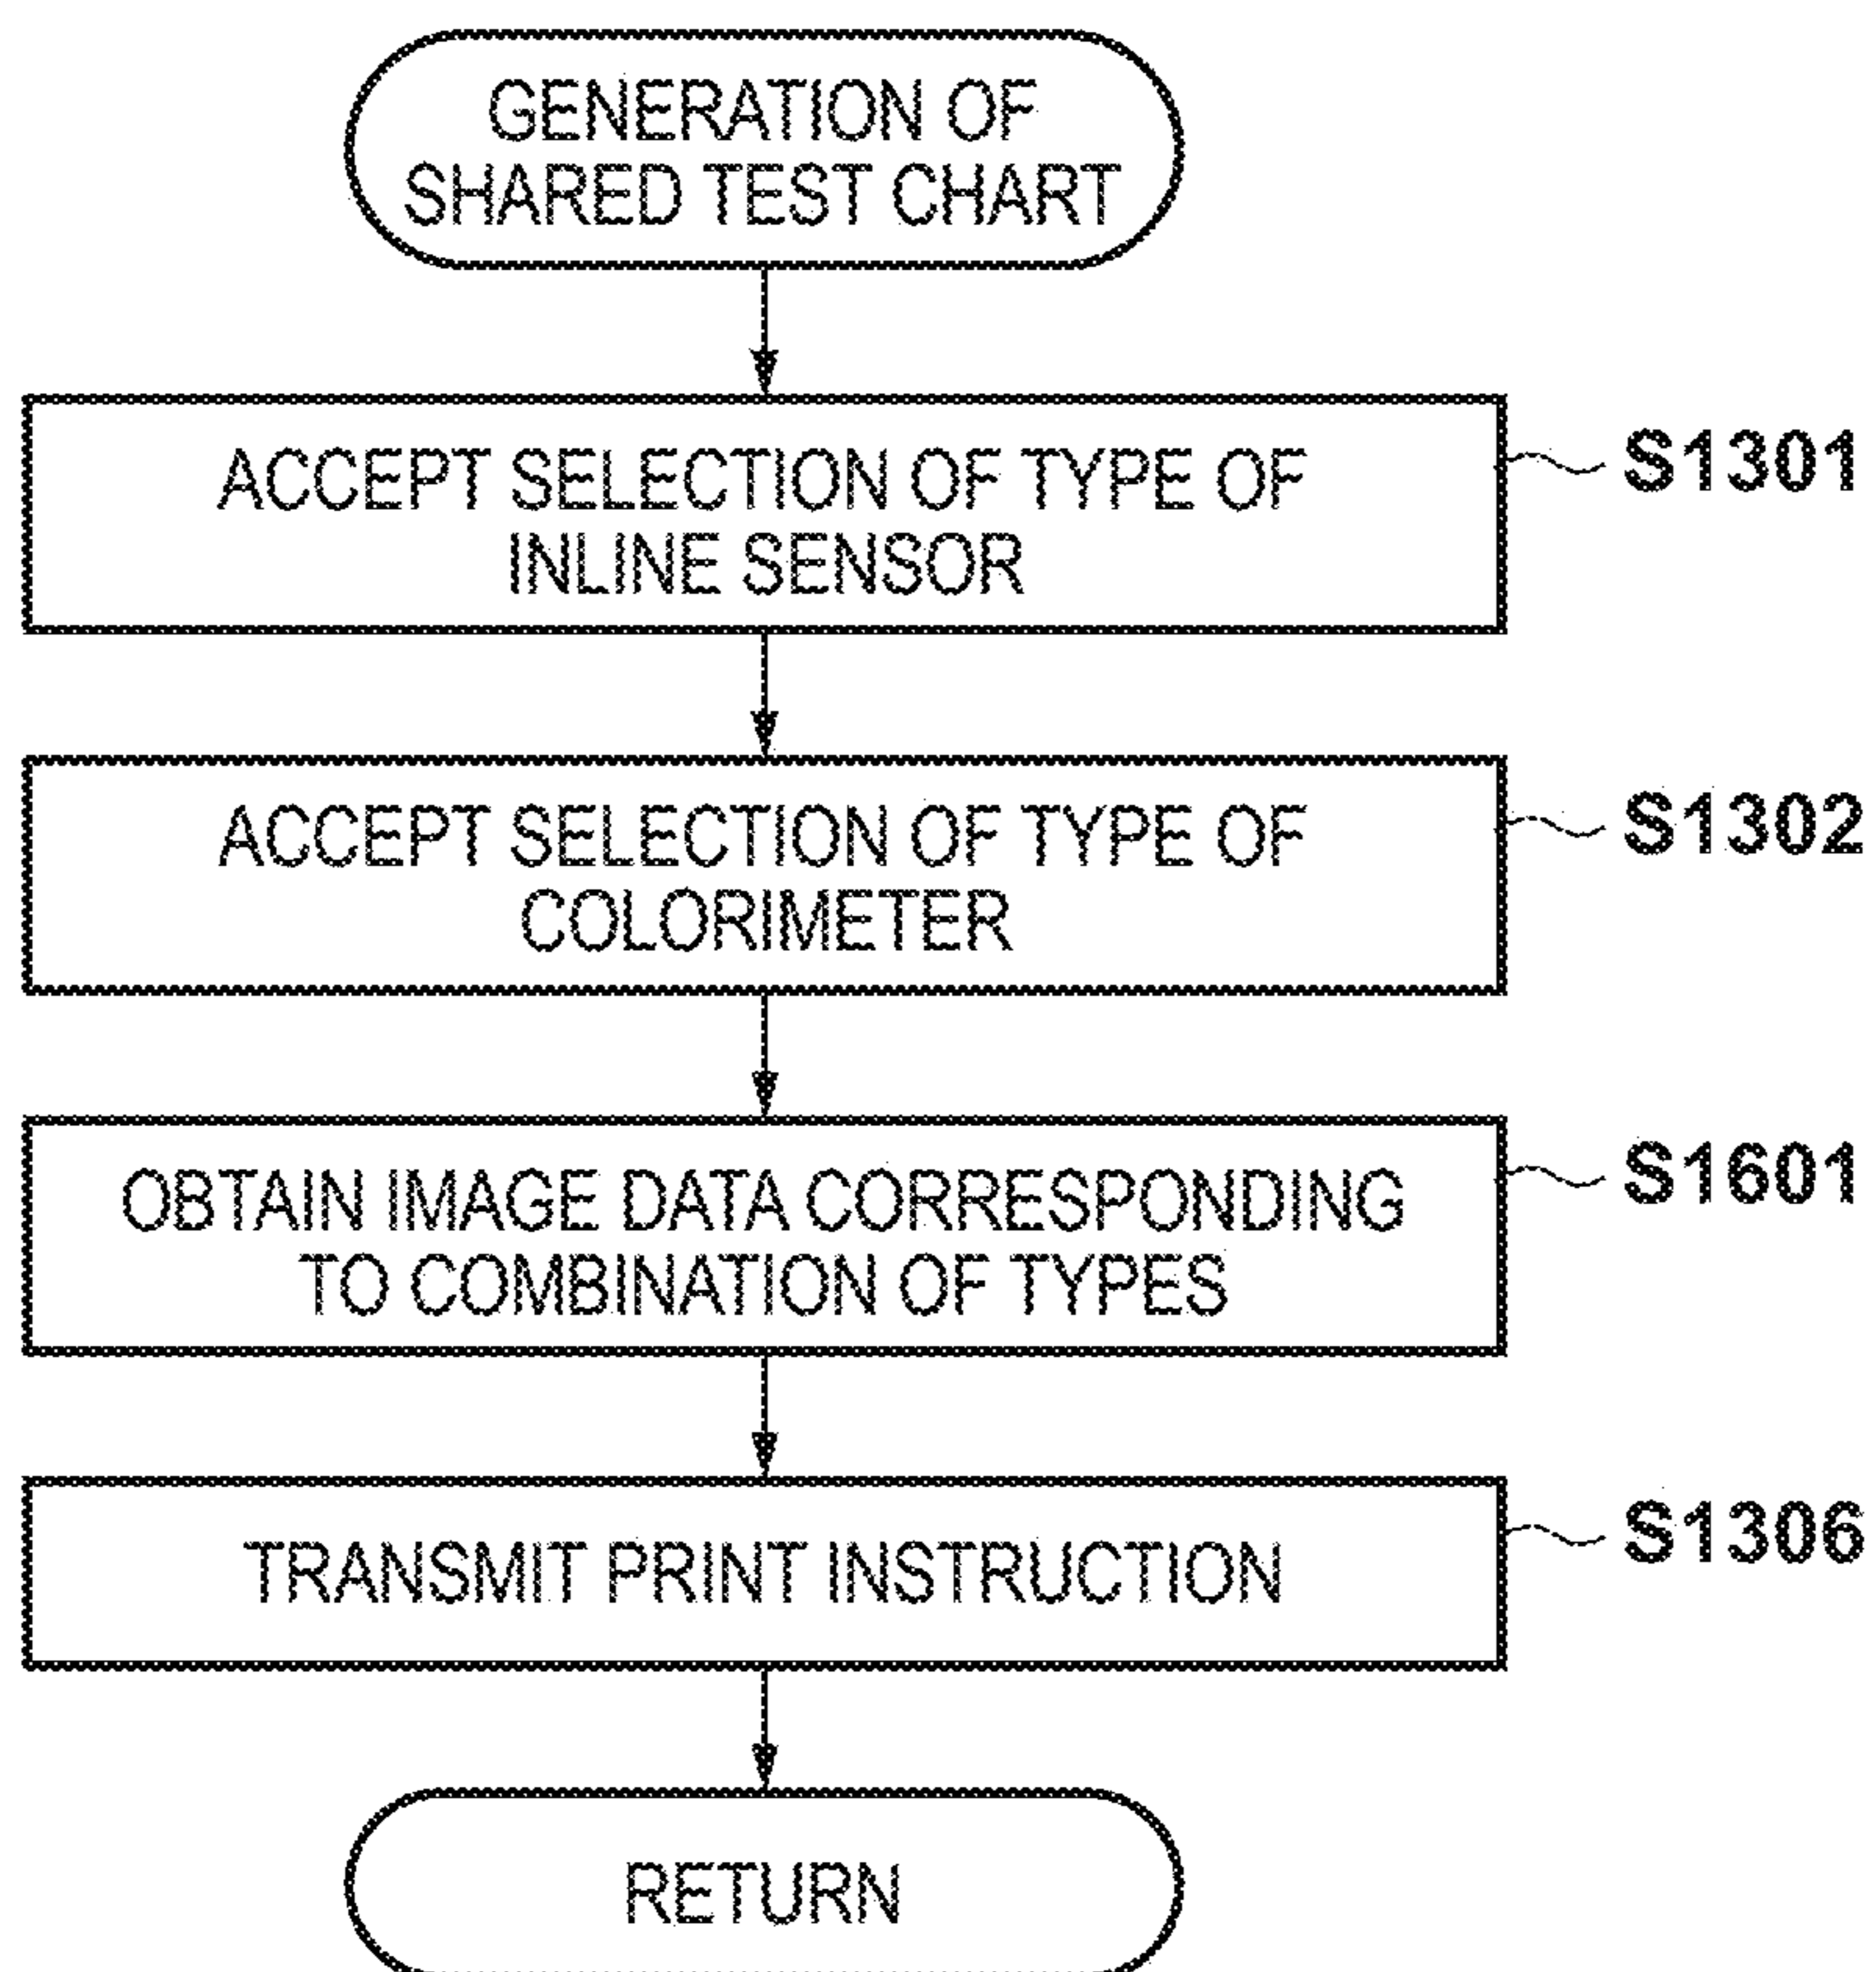 GENERATION OF
SHARED TEST CHART
ACCEPT SELECTION OF TYPE OF
INLINE SENSOR
S1301
ACCEPT SELECTION OF TYPE OF
COLORIMETER
S1302
OBTAIN IMAGE DATA CORRESPONDING
TO COMBINATION OF TYPES
S1601
TRANSMIT PRINT INSTRUCTION
S1306
RETURN